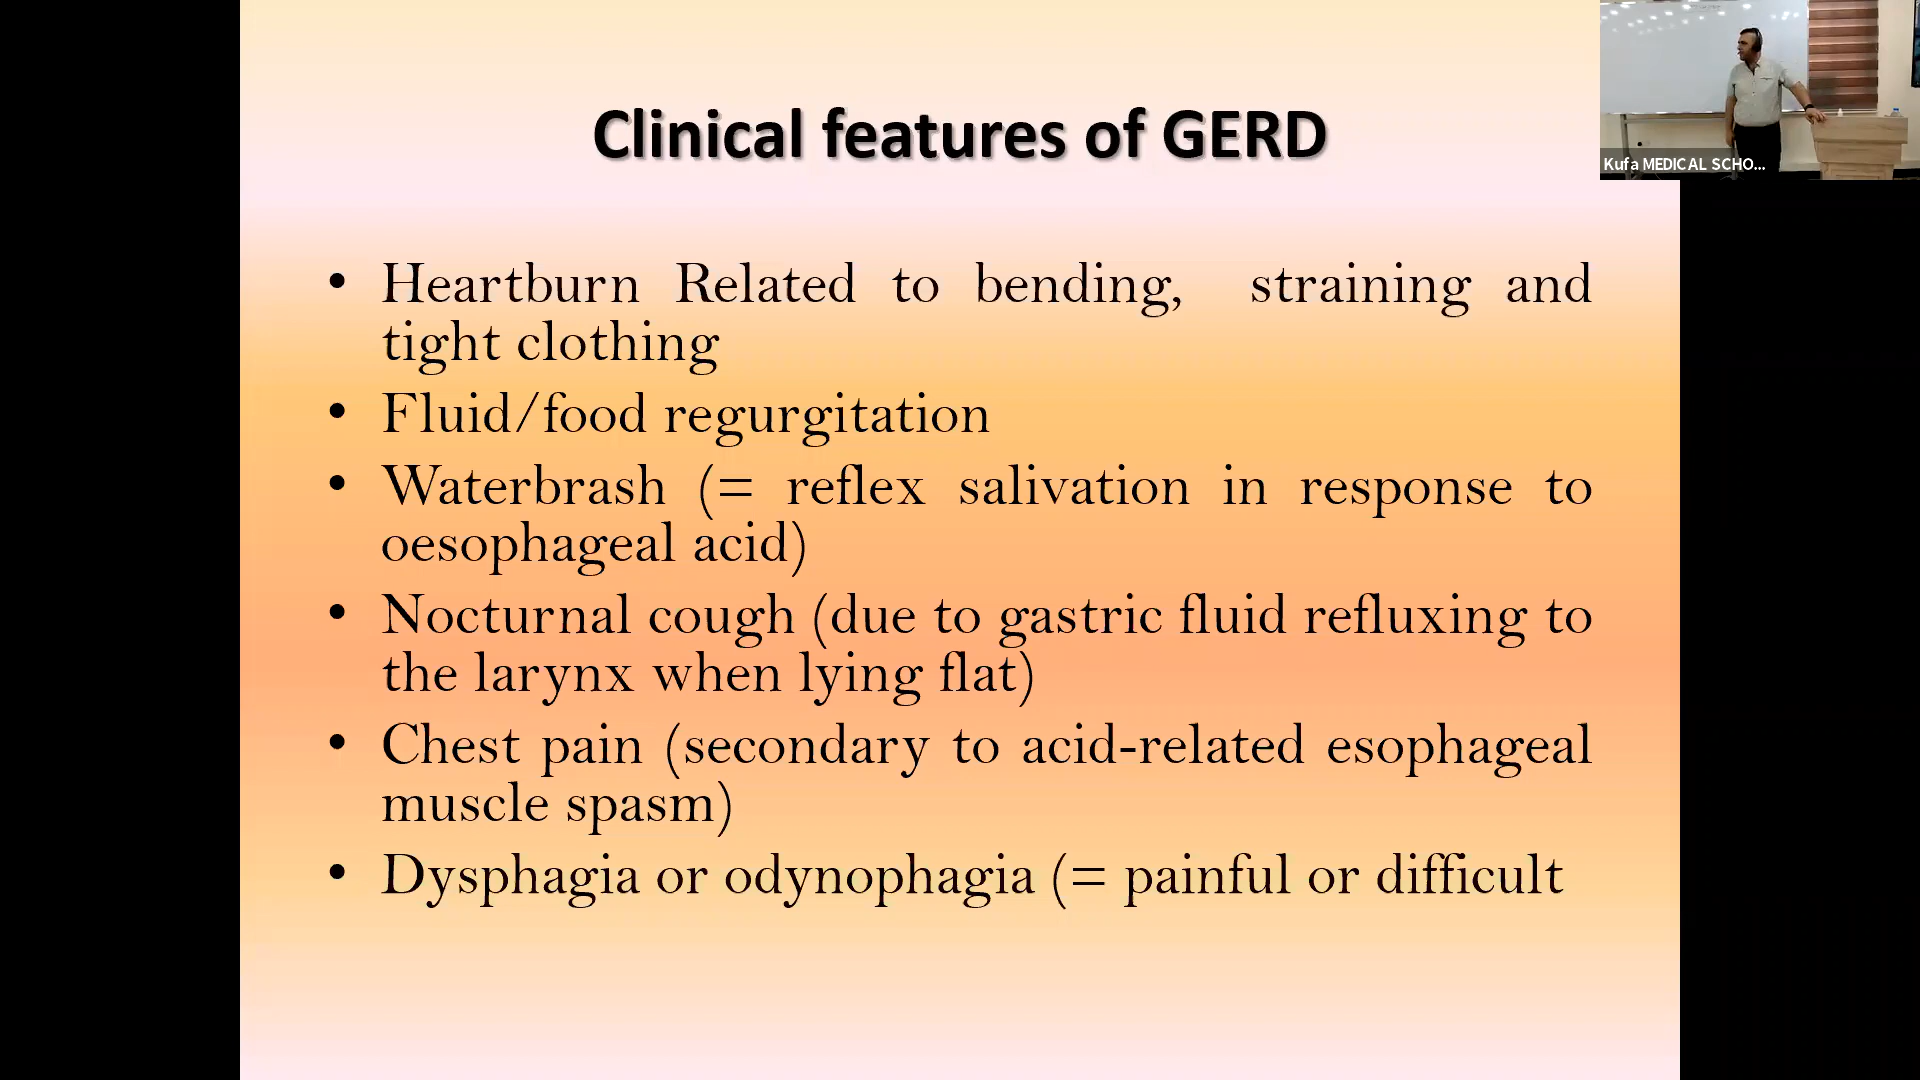 Clinical features of GERD
Kufa MEDICAL SCHO...
• Heartburn Related to bending, straining and
tight clothing
• Fluid/food regurgitation
• Waterbrash (= reflex salivation in response to
oesophageal acid)
• Nocturnal cough (due to gastric fluid refluxing to
the larynx when lying flat)
• Chest pain (secondary to acid-related esophageal
muscle spasm)
• Dysphagia or odynophagia (= painful or difficult